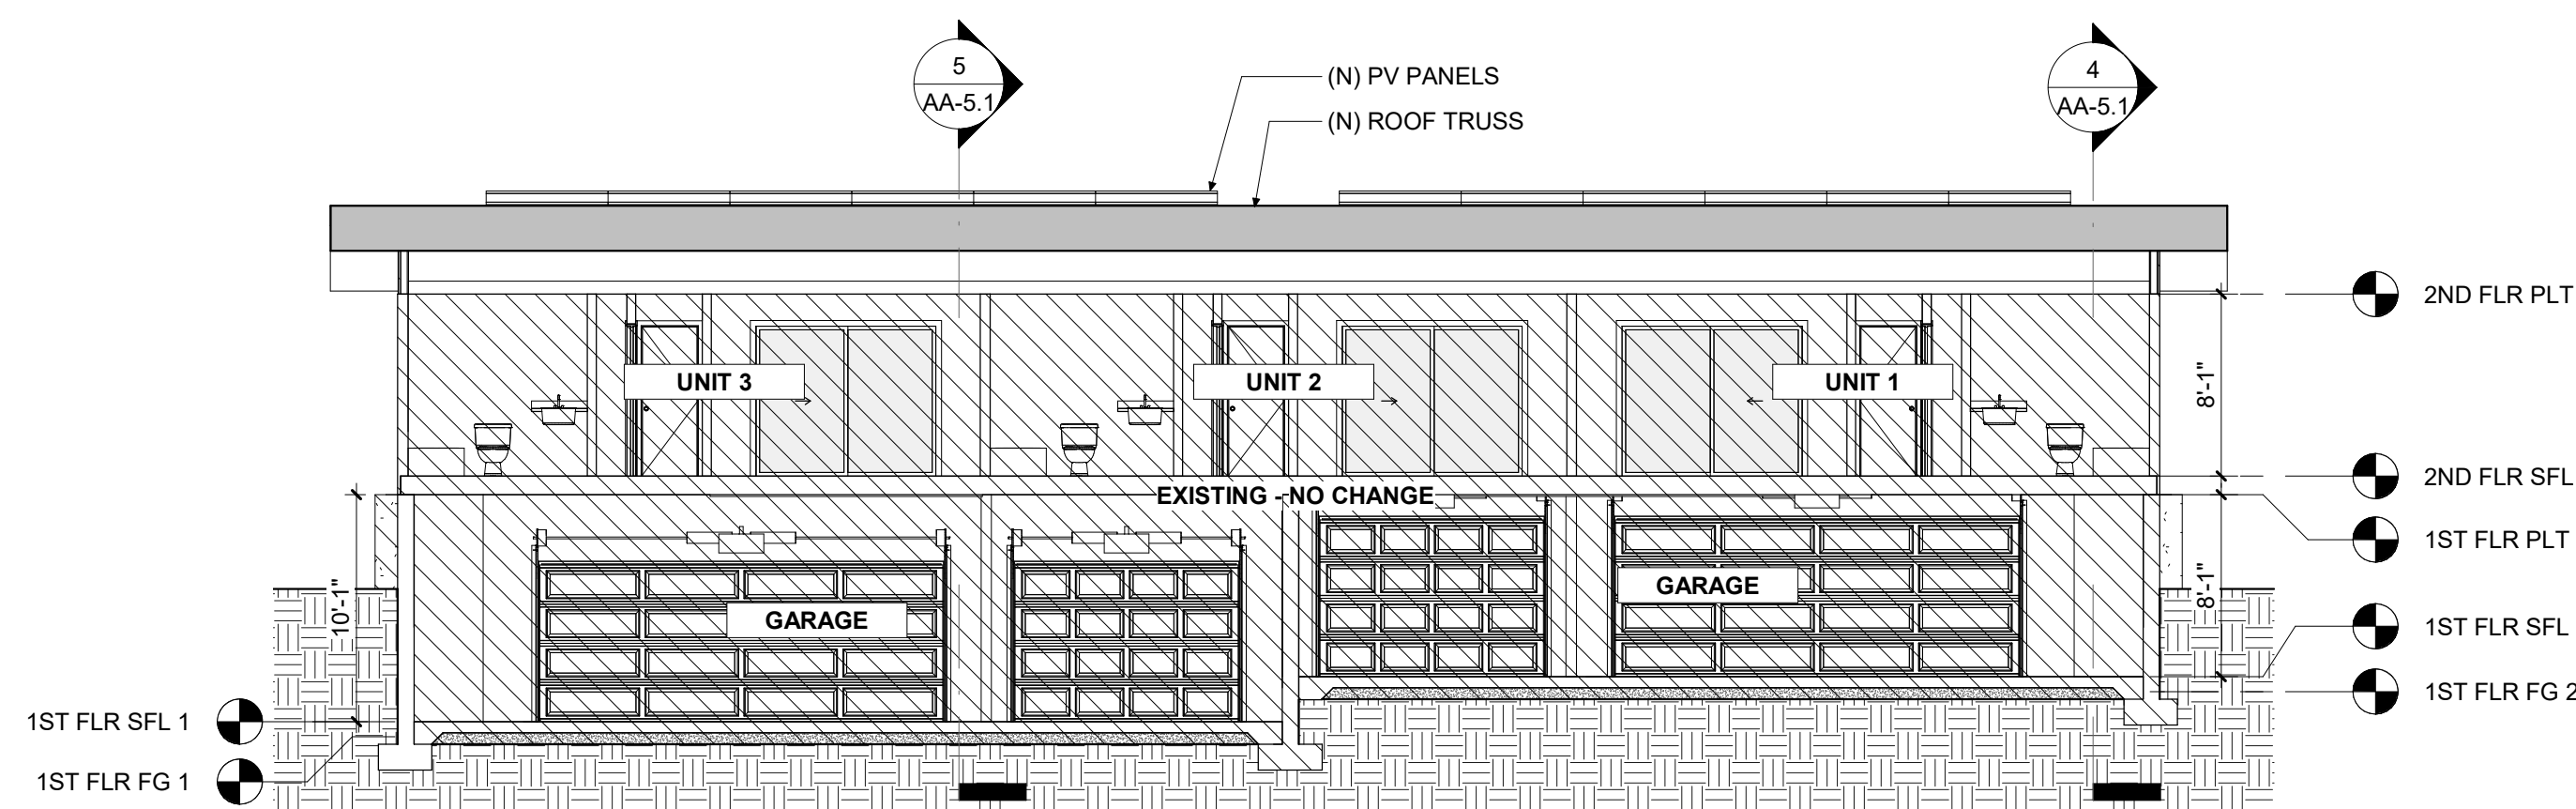 5
AA-5.1
4
AA-5.1
(N) PV PANELS
(N) ROOF TRUSS
2ND FLR PLT
8'-1"
UNIT 3
UNIT 2
UNIT 1
2ND FLR SFL
EXISTING - NO CHANGE
1ST FLR PLT
10'-1"
GARAGE
GARAGE
8'-1"
1ST FLR SFL
1ST FLR FG 2
1ST FLR SFL 1
1ST FLR FG 1